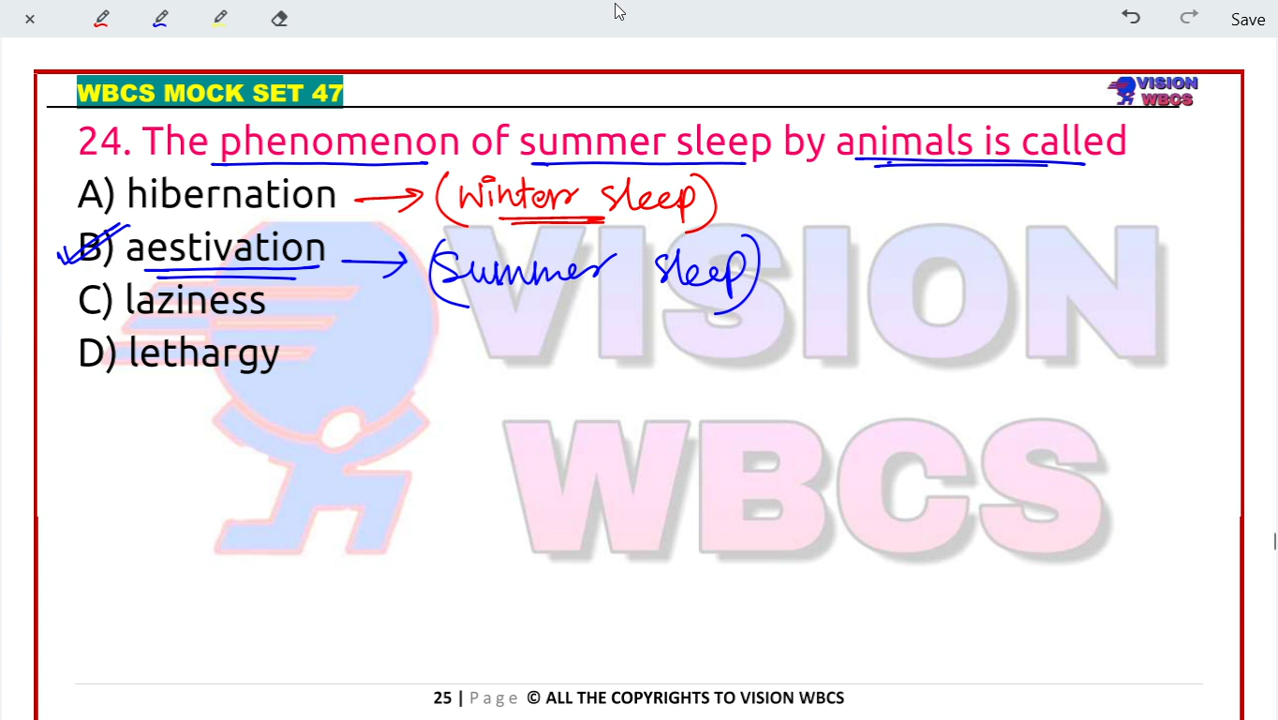 Save
WBCS MOCK SET 47
VISION
WBCS
24. The phenomenon of summer sleep by animals is called
A) hibernation → (winter sleep)
B) aestivation → (summer sleep)
C) laziness
D) lethargy
VISION
WBCS
25 | Page © ALL THE COPYRIGHTS TO VISION WBCS